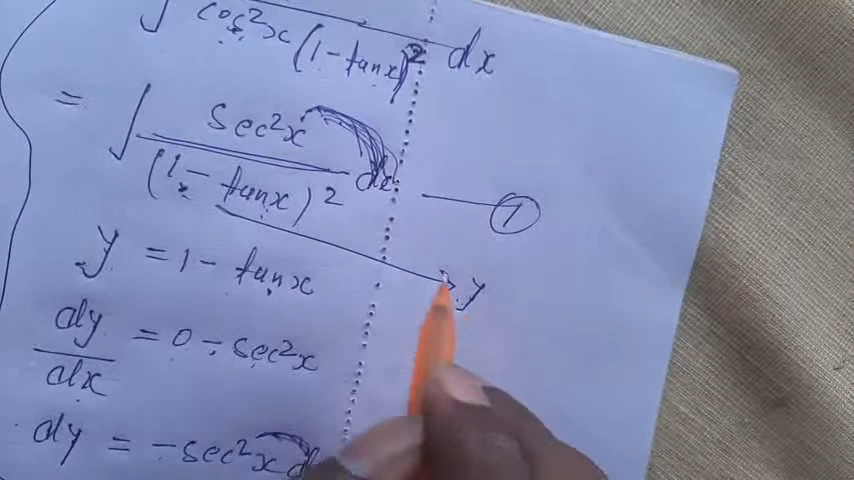 ∫ cos²x(1-tanx)² dx
= ∫ sec²x / (1-tanx)² dx — ①
y
y = 1 - tanx
dy/dx = 0 - sec²x
dy = -sec²x d